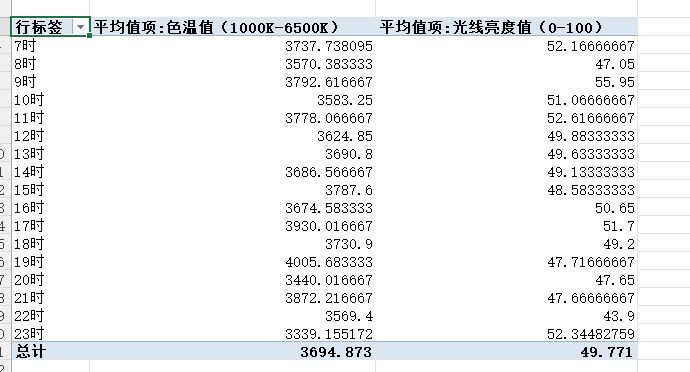 行标签 平均值项:色温值（1000K-6500K） 平均值项:光线亮度值（0-100）
7时 3737.738095 52.16666667
8时 3570.383333 47.05
9时 3792.616667 55.95
10时 3583.25 51.06666667
11时 3778.066667 52.61666667
12时 3624.85 49.88333333
13时 3690.8 49.63333333
14时 3686.566667 49.13333333
15时 3787.6 48.58333333
16时 3674.583333 50.65
17时 3930.016667 51.7
18时 3730.9 49.2
19时 4005.683333 47.71666667
20时 3440.016667 47.65
21时 3872.216667 47.66666667
22时 3569.4 43.9
23时 3339.155172 52.34482759
总计 3694.873 49.771